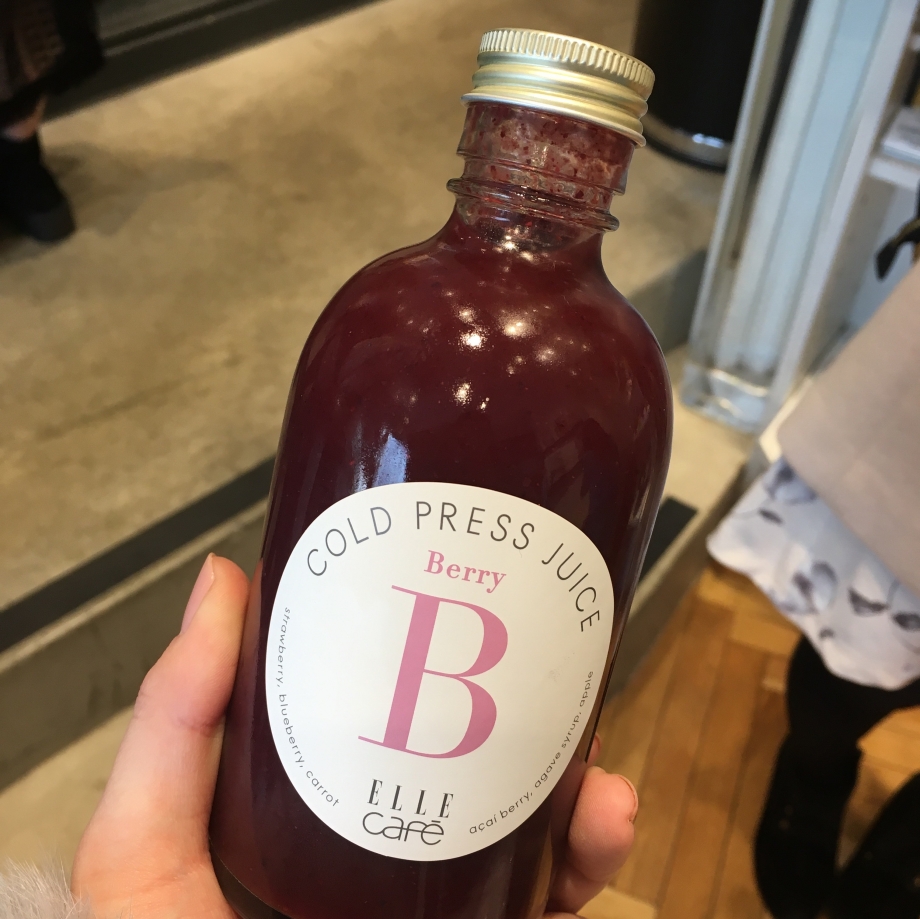 COLD PRESS JUICE
Berry
B
strawberry, blueberry, carrot
açai berry, agave syrup, apple
ELLE
café